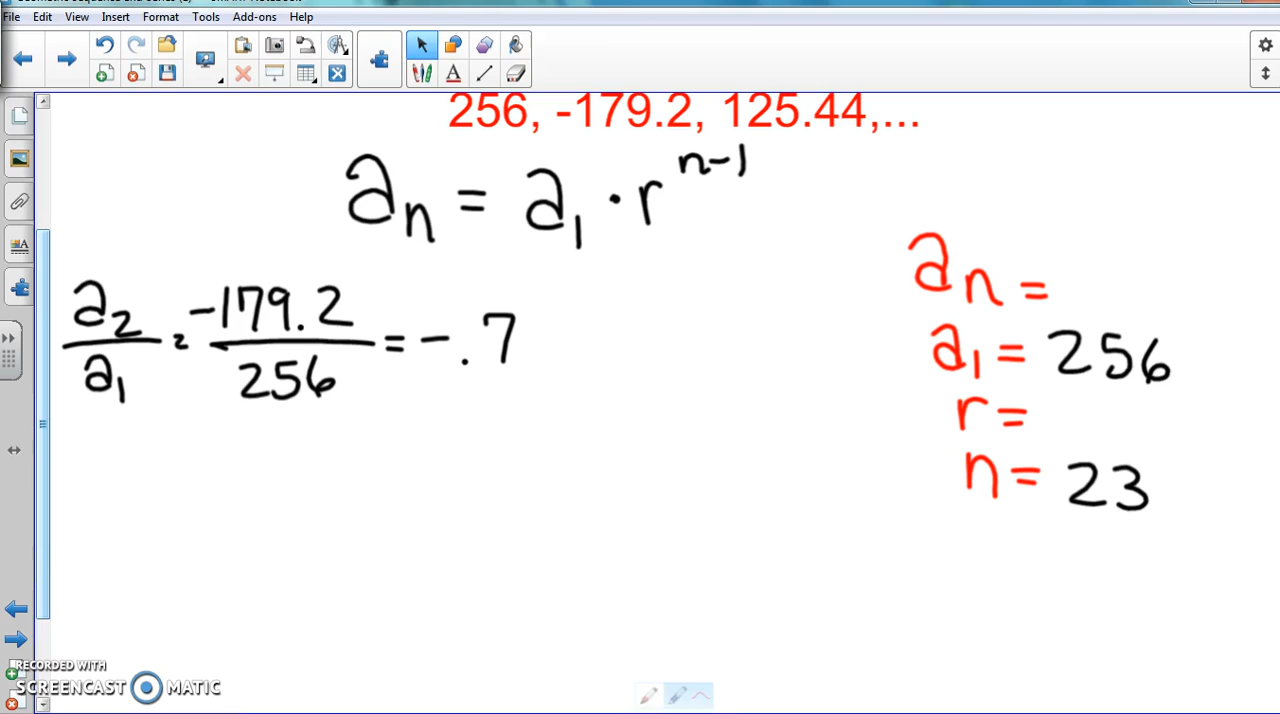 File Edit View Insert Format Tools Add-ons Help
256, -179.2, 125.44,...
aₙ = a₁ · rⁿ⁻¹
a₂/a₁ = -179.2/256 = -.7
aₙ =
a₁ = 256
r =
n = 23
RECORDED WITH
SCREENCAST MATIC